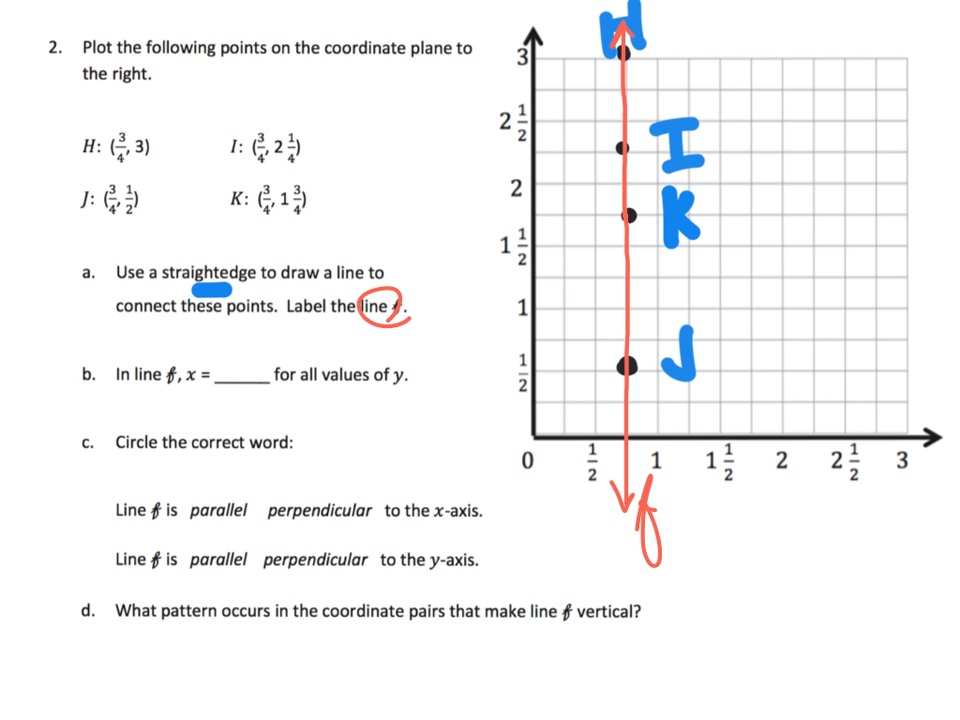 2. Plot the following points on the coordinate plane to
the right.
H: (3/4, 3) I: (3/4, 2 1/4)
J: (3/4, 1/2) K: (3/4, 1 3/4)
a. Use a straightedge to draw a line to
connect these points. Label the line f.
b. In line f, x = ______ for all values of y.
c. Circle the correct word:
Line f is parallel perpendicular to the x-axis.
Line f is parallel perpendicular to the y-axis.
d. What pattern occurs in the coordinate pairs that make line f vertical?
H
3
2 1/2
I
2
K
1 1/2
1
1/2
J
0 1/2 1 1 1/2 2 2 1/2 3
f